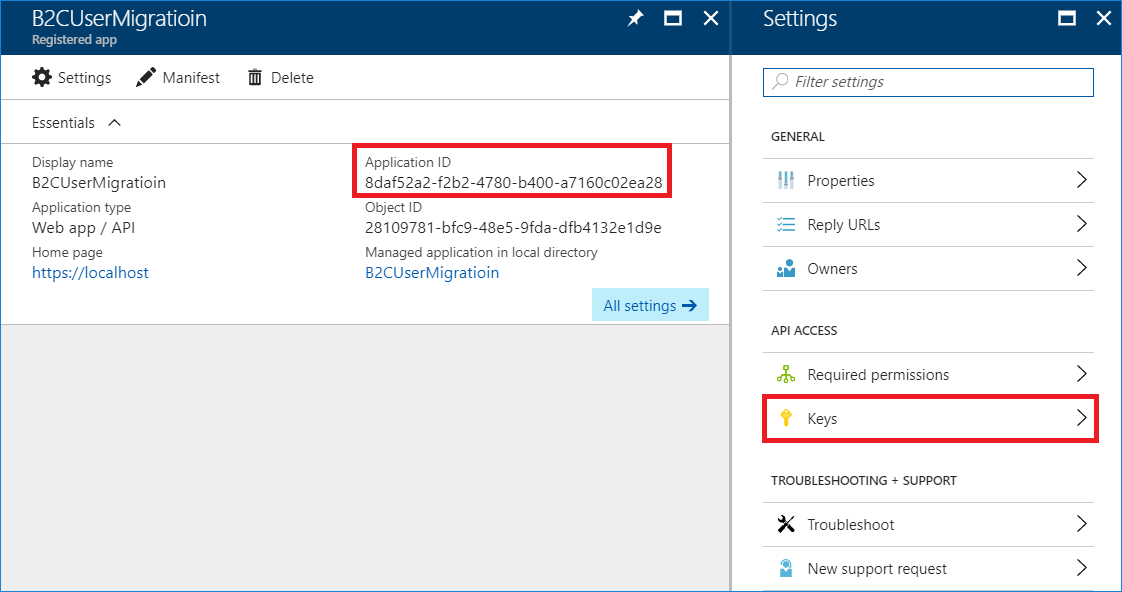 B2CUserMigratioin
Registered app
Settings Manifest Delete
Essentials
Display name
B2CUserMigratioin
Application type
Web app / API
Home page
https://localhost
Application ID
8daf52a2-f2b2-4780-b400-a7160c02ea28
Object ID
28109781-bfc9-48e5-9fda-dfb4132e1d9e
Managed application in local directory
B2CUserMigratioin
All settings
Settings
Filter settings
GENERAL
Properties
Reply URLs
Owners
API ACCESS
Required permissions
Keys
TROUBLESHOOTING + SUPPORT
Troubleshoot
New support request